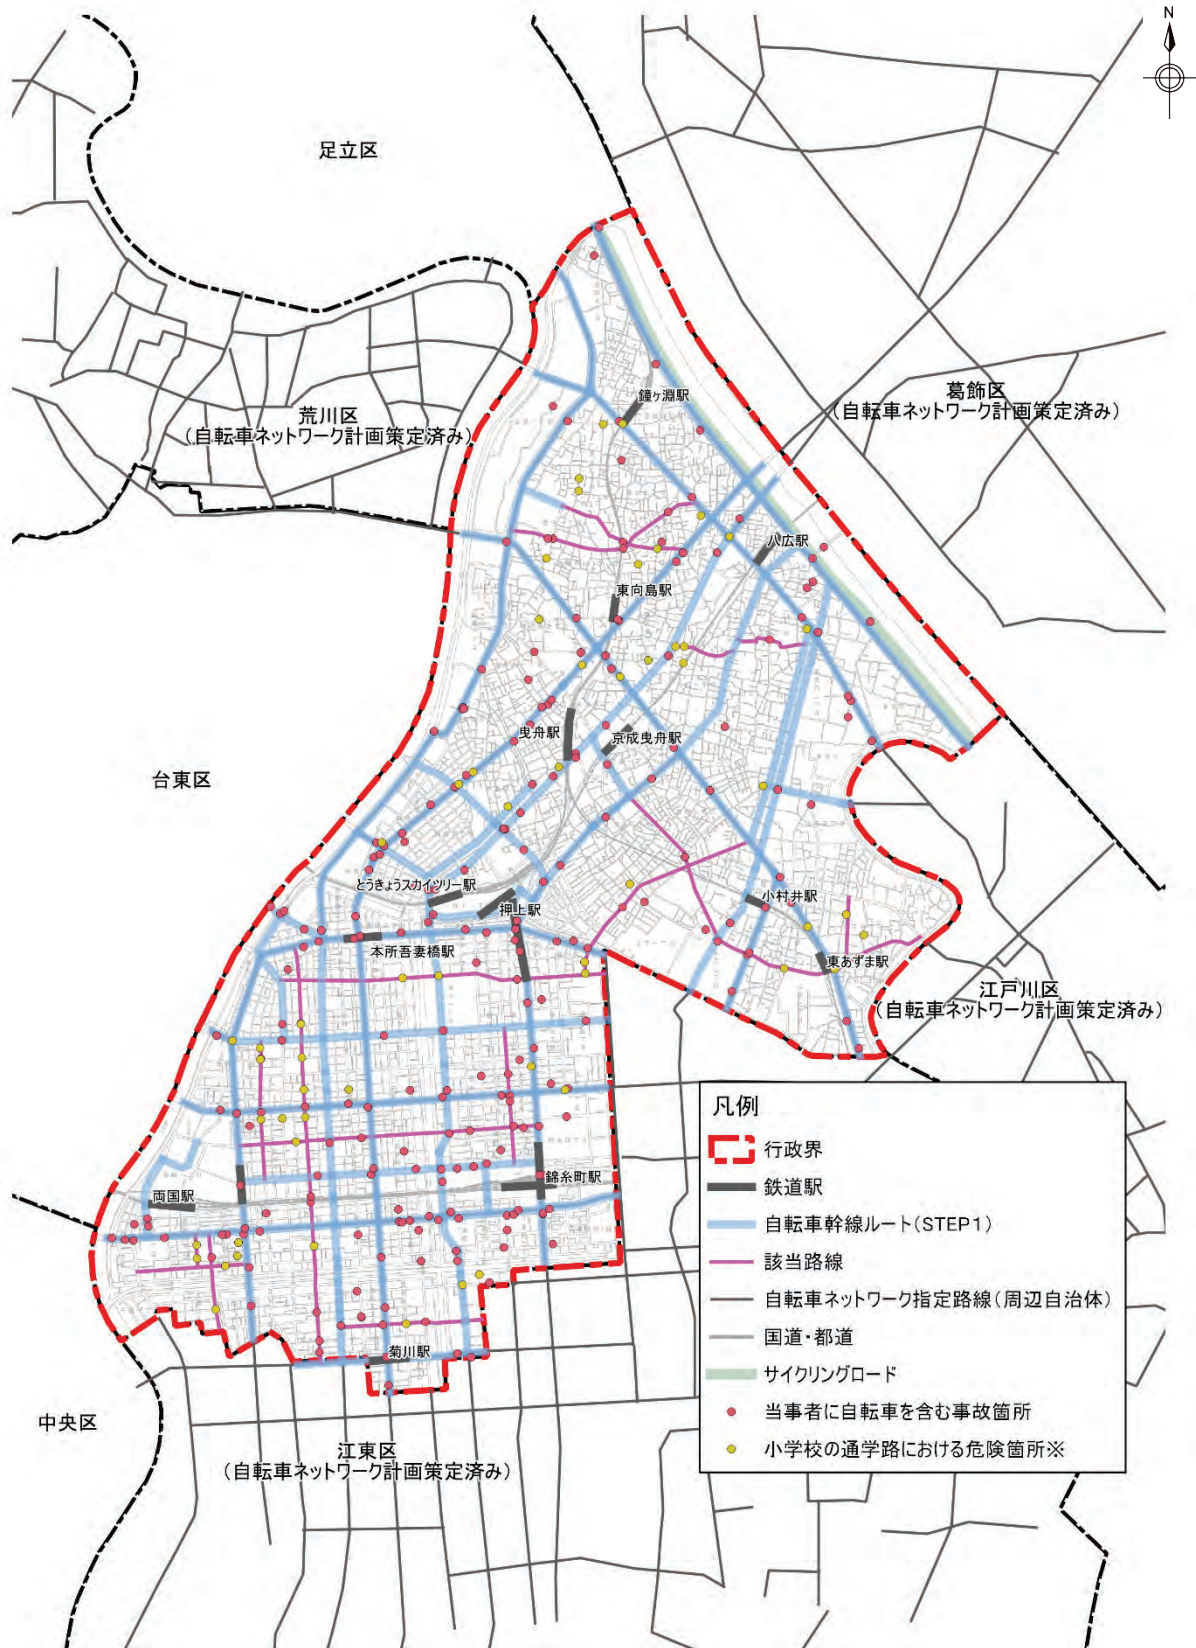 N
足立区
葛飾区
(自転車ネットワーク計画策定済み)
荒川区
(自転車ネットワーク計画策定済み)
鐘ヶ淵駅
八広駅
東向島駅
曳舟駅
京成曳舟駅
台東区
とうきょうスカイツリー駅
押上駅
小村井駅
本所吾妻橋駅
東あずま駅
江戸川区
(自転車ネットワーク計画策定済み)
錦糸町駅
両国駅
菊川駅
中央区
江東区
(自転車ネットワーク計画策定済み)
凡例
行政界
鉄道駅
自転車幹線ルート(STEP1)
該当路線
自転車ネットワーク指定路線(周辺自治体)
国道・都道
サイクリングロード
当事者に自転車を含む事故箇所
小学校の通学路における危険箇所※